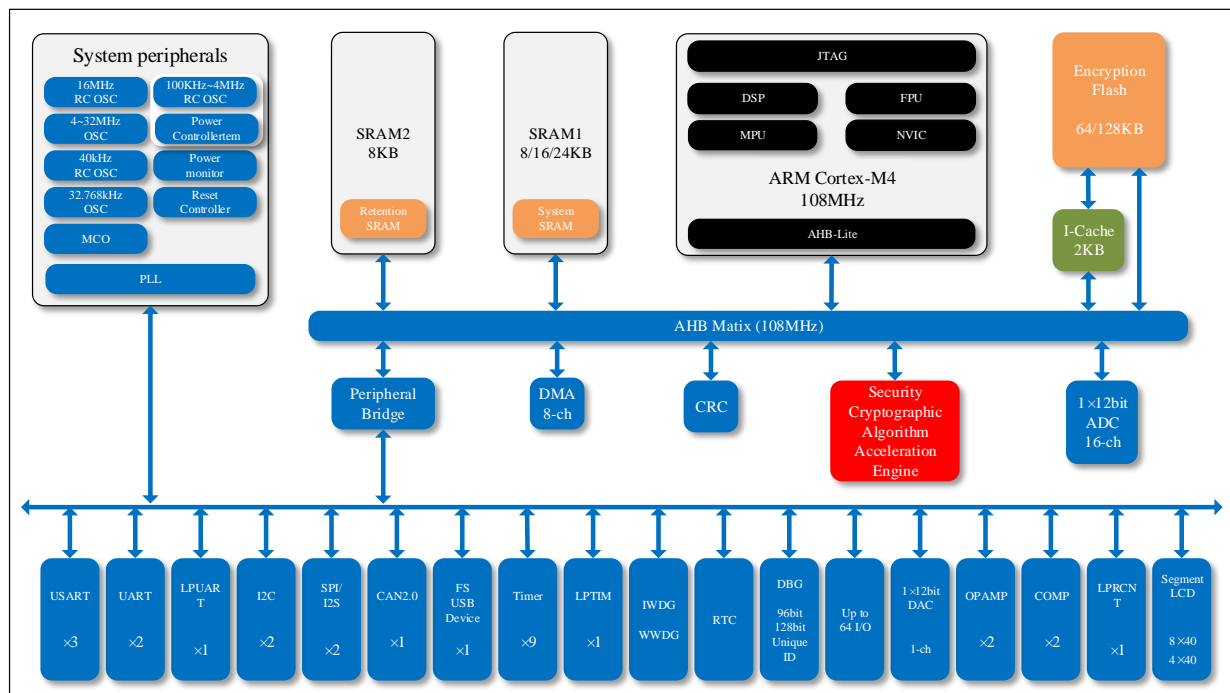 System peripherals
16MHz
RC OSC
100KHz~4MHz
RC OSC
4~32MHz
OSC
Power
Controllertem
40kHz
RC OSC
Power
monitor
32.768kHz
OSC
Reset
Controller
MCO
PLL
SRAM2
8KB
Retention
SRAM
SRAM1
8/16/24KB
System
SRAM
JTAG
DSP
FPU
MPU
NVIC
ARM Cortex-M4
108MHz
AHB-Lite
Encryption
Flash
64/128KB
I-Cache
2KB
AHB Matix (108MHz)
Peripheral
Bridge
DMA
8-ch
CRC
Security
Cryptographic
Algorithm
Acceleration
Engine
1×12bit
ADC
16-ch
USART
×3
UART
×2
LPUAR
T
×1
I2C
×2
SPI/
I2S
×2
CAN2.0
×1
FS
USB
Device
×1
Timer
×9
LPTIM
×1
IWDG
WWDG
RTC
DBG
96bit
128bit
Unique
ID
Up to
64 I/O
1×12bit
DAC
1-ch
OPAMP
×2
COMP
×2
LPRCN
T
×1
Segment
LCD
8×40
4×40